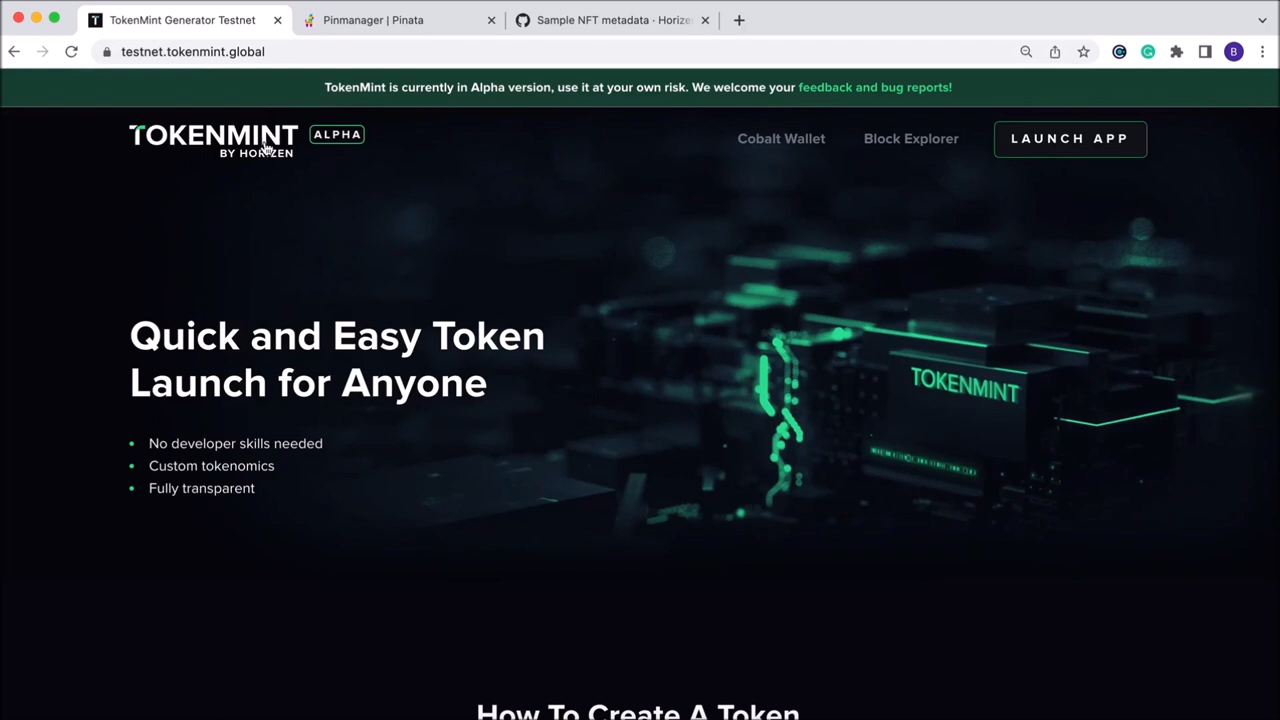 TokenMint Generator Testnet
Pinmanager | Pinata
Sample NFT metadata · Horize
testnet.tokenmint.global
B
TokenMint is currently in Alpha version, use it at your own risk. We welcome your feedback and bug reports!
TOKENMINT ALPHA
BY HORIZEN
Cobalt Wallet
Block Explorer
LAUNCH APP
Quick and Easy Token
Launch for Anyone
• No developer skills needed
• Custom tokenomics
• Fully transparent
TOKENMINT
How To Create A Token